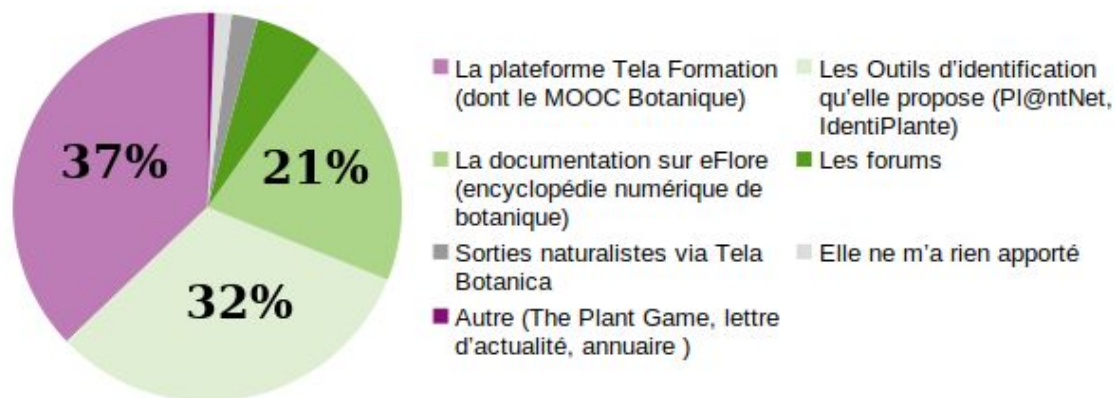 37%
21%
32%
La plateforme Tela Formation
(dont le MOOC Botanique)
Les Outils d'identification
qu'elle propose (Pl@ntNet,
IdentiPlante)
La documentation sur eFlore
(encyclopédie numérique de
botanique)
Les forums
Sorties naturalistes via Tela
Botanica
Elle ne m'a rien apporté
Autre (The Plant Game, lettre
d'actualité, annuaire )